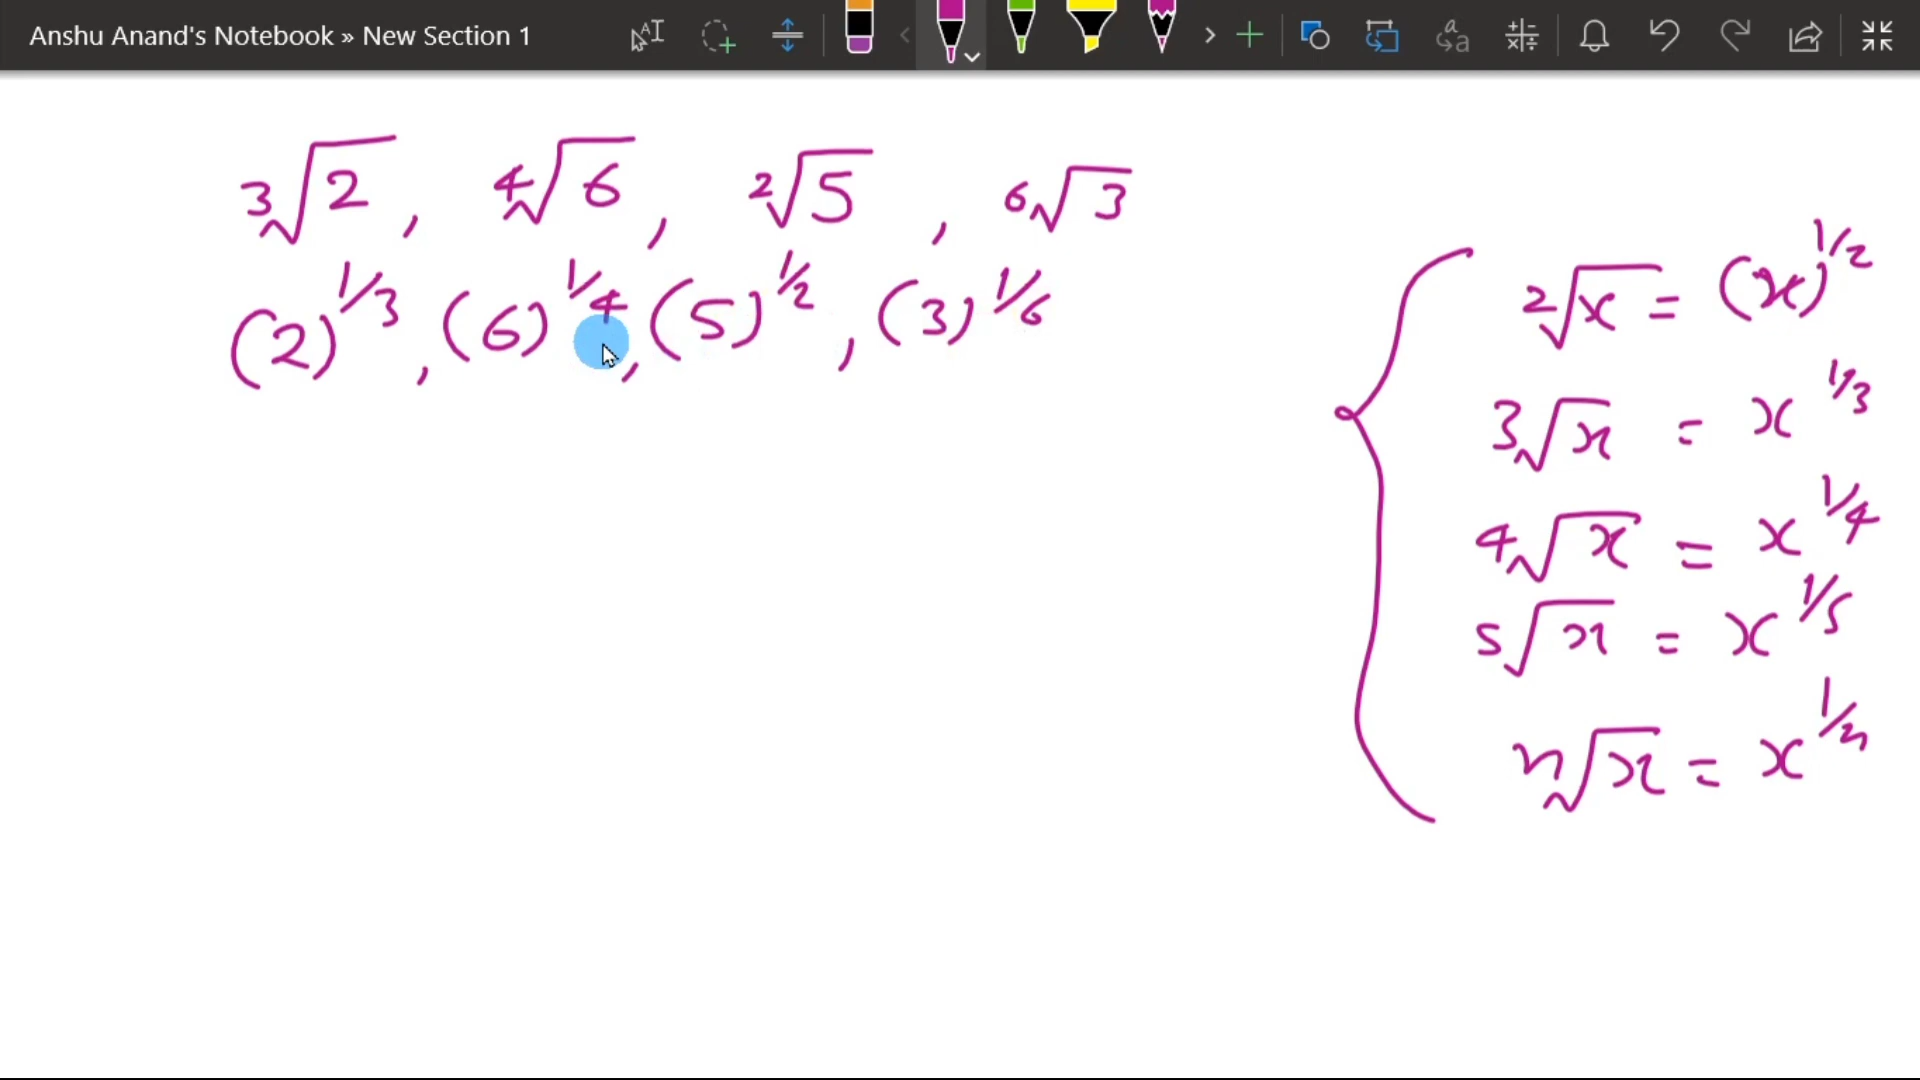 Anshu Anand's Notebook » New Section 1
³√2 , ⁴√6 , ²√5 , ⁶√3
(2)^1/3 , (6)^1/4 , (5)^1/2 , (3)^1/6
²√x = (x)^1/2
³√x = x^1/3
⁴√x = x^1/4
⁵√x = x^1/5
ⁿ√x = x^1/n